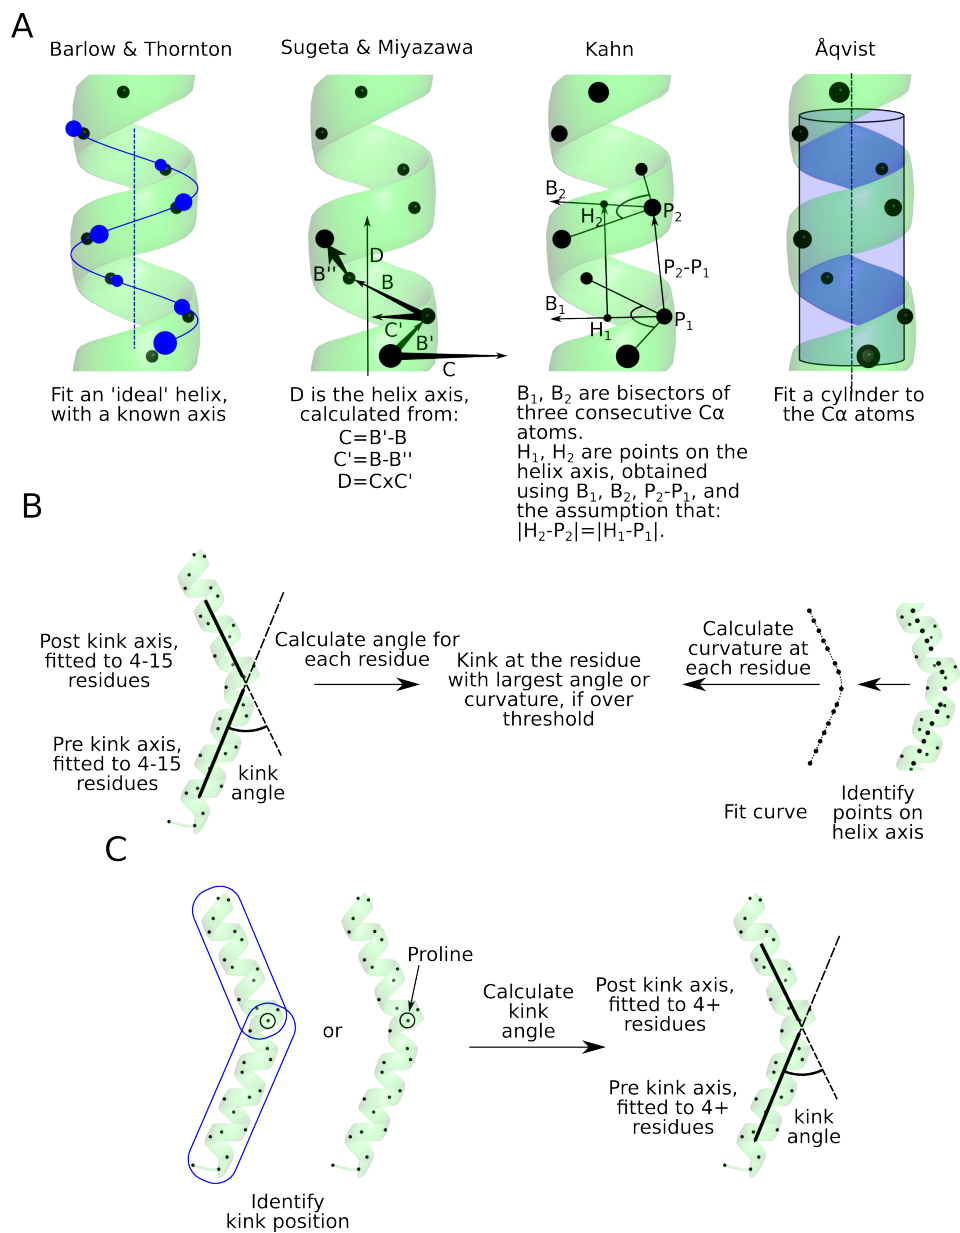 A
Barlow & Thornton
Sugeta & Miyazawa
Kahn
Åqvist
D
B''
B
C'
B'
C
B2
H2
P2
P2-P1
B1
H1
P1
Fit an 'ideal' helix,
with a known axis
D is the helix axis,
calculated from:
C=B'-B
C'=B-B''
D=CxC'
B1, B2 are bisectors of
three consecutive Cα
atoms.
H1, H2 are points on the
helix axis, obtained
using B1, B2, P2-P1, and
the assumption that:
|H2-P2|=|H1-P1|.
Fit a cylinder to
the Cα atoms
B
Post kink axis,
fitted to 4-15
residues
Pre kink axis,
fitted to 4-15
residues
kink
angle
Calculate angle for
each residue
Kink at the residue
with largest angle or
curvature, if over
threshold
Calculate
curvature at
each residue
Fit curve
Identify
points on
helix axis
C
or
Proline
Identify
kink position
Calculate
kink
angle
Post kink axis,
fitted to 4+
residues
Pre kink axis,
fitted to 4+
residues
kink
angle